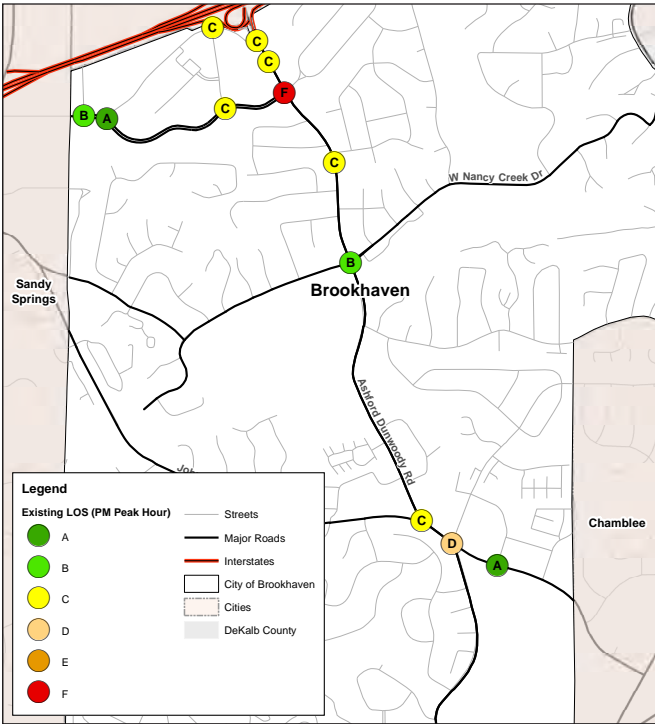 C
C
C
F
C
B
A
C
W Nancy Creek Dr
B
Brookhaven
Sandy
Springs
Ashford Dunwoody Rd
C
D
A
Chamblee
Legend
Existing LOS (PM Peak Hour)
A
B
C
D
E
F
Streets
Major Roads
Interstates
City of Brookhaven
Cities
DeKalb County